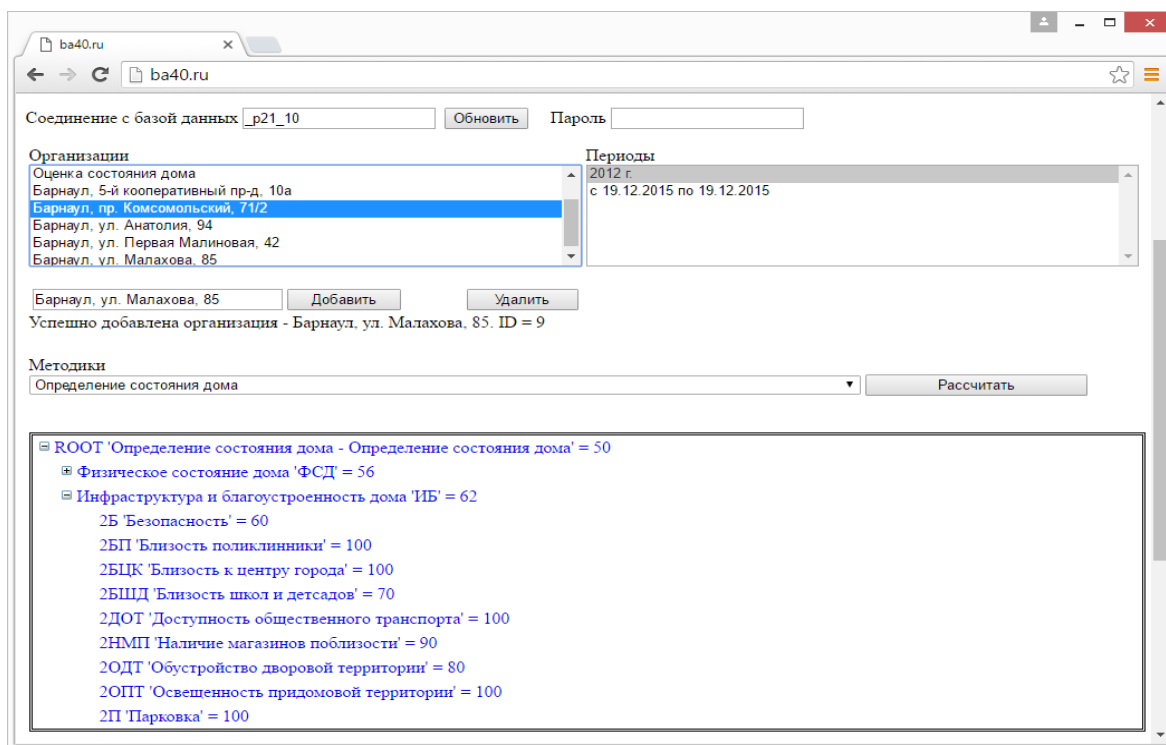 ba40.ru
ba40.ru
Соединение с базой данных _p21_10 Обновить Пароль
Организации
Периоды
Оценка состояния дома
Барнаул, 5-й кооперативный пр-д, 10а
Барнаул, пр. Комсомольский, 71/2
Барнаул, ул. Анатолия, 94
Барнаул, ул. Первая Малиновая, 42
Барнаул, ул. Малахова, 85
2012 г.
с 19.12.2015 по 19.12.2015
Барнаул, ул. Малахова, 85 Добавить Удалить
Успешно добавлена организация - Барнаул, ул. Малахова, 85. ID = 9
Методики
Определение состояния дома Рассчитать
ROOT 'Определение состояния дома - Определение состояния дома' = 50
Физическое состояние дома 'ФСД' = 56
Инфраструктура и благоустроенность дома 'ИБ' = 62
2Б 'Безопасность' = 60
2БП 'Близость поликлинники' = 100
2БЦК 'Близость к центру города' = 100
2БШД 'Близость школ и детсадов' = 70
2ДОТ 'Доступность общественного транспорта' = 100
2НМП 'Наличие магазинов поблизости' = 90
2ОДТ 'Обустройство дворовой территории' = 80
2ОПТ 'Освещенность придомовой территории' = 100
2П 'Парковка' = 100